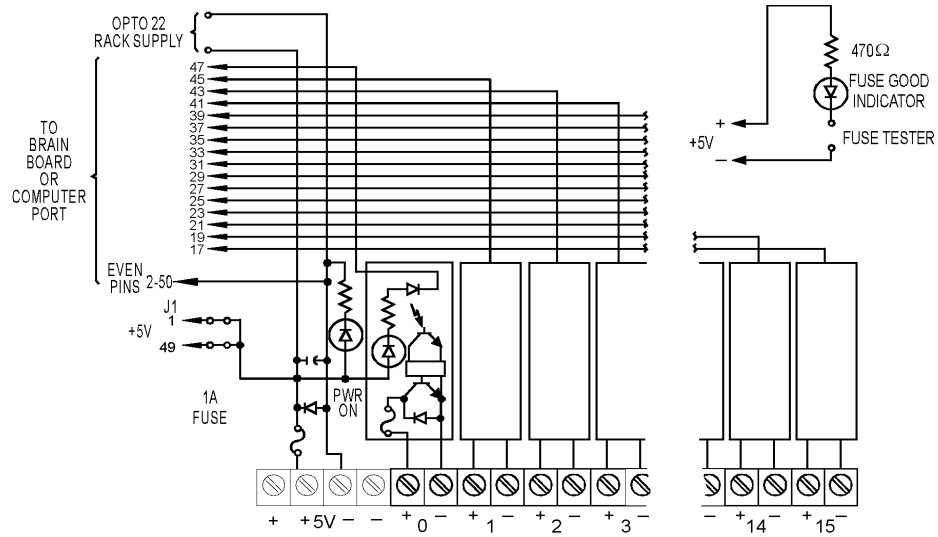 OPTO 22
RACK SUPPLY
47
45
43
41
39
37
35
33
31
29
27
25
23
21
19
17
TO
BRAIN
BOARD
OR
COMPUTER
PORT
EVEN
PINS 2-50
J1
1
+5V
49
1A
FUSE
PWR
ON
470Ω
FUSE GOOD
INDICATOR
FUSE TESTER
+
+5V
−
+ +5V − − + 0 − + 1 − + 2 − + 3 − − + 14 − + 15 −